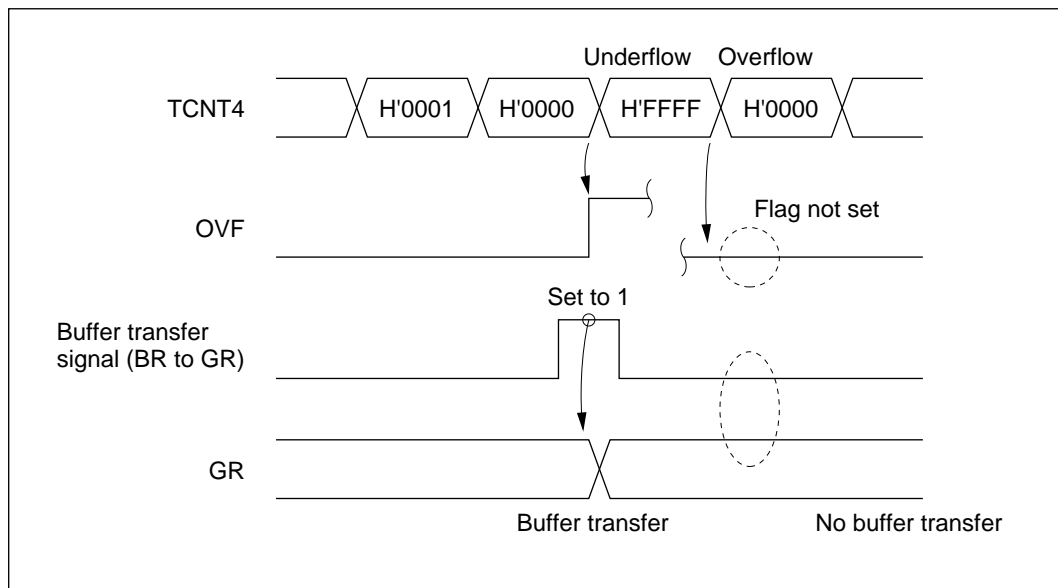 Underflow Overflow
TCNT4 H'0001 H'0000 H'FFFF H'0000
OVF
Flag not set
Set to 1
Buffer transfer
signal (BR to GR)
GR
Buffer transfer No buffer transfer